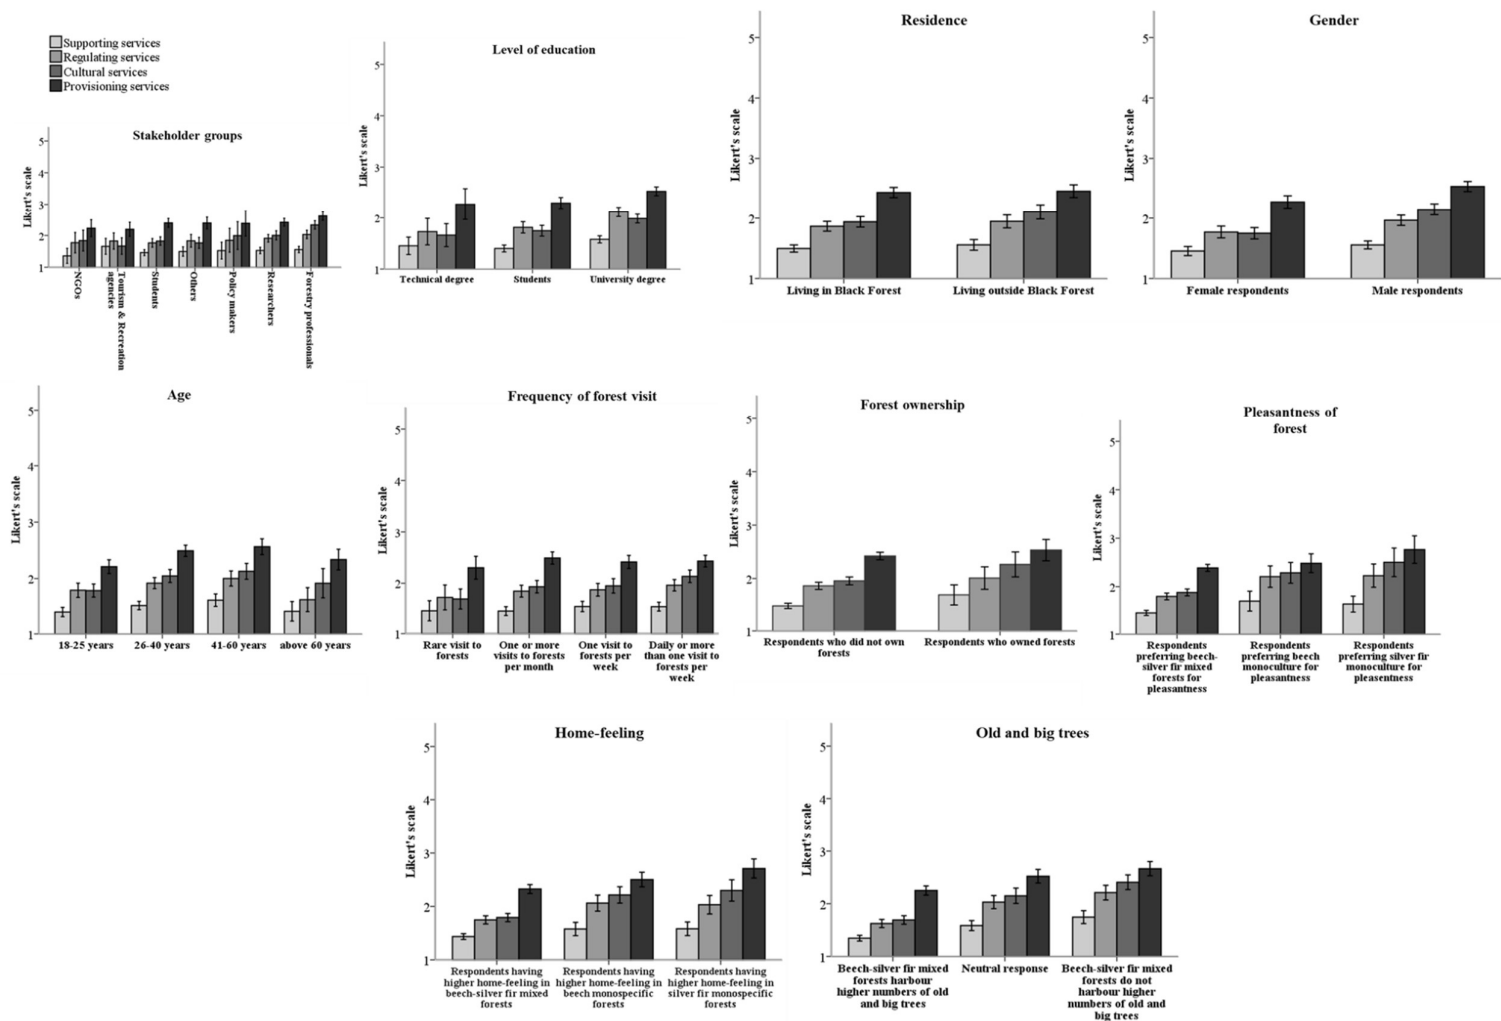 Supporting services
Regulating services
Cultural services
Provisioning services
Stakeholder groups
Likert's scale
5
4
3
2
1
NGOs
Tourism & Recreation
agencies
Students
Others
Policy makers
Researchers
Forestry professionals
Level of education
Likert's scale
5
4
3
2
1
Technical degree
Students
University degree
Residence
Likert's scale
5
4
3
2
1
Living in Black Forest
Living outside Black Forest
Gender
Likert's scale
5
4
3
2
1
Female respondents
Male respondents
Age
Likert's scale
5
4
3
2
1
18-25 years
26-40 years
41-60 years
above 60 years
Frequency of forest visit
Likert's scale
5
4
3
2
1
Rare visit to
forests
One or more
visits to forests
per month
One visit to
forests per
week
Daily or more
than one visit to
forests per
week
Forest ownership
Likert's scale
5
4
3
2
1
Respondents who did not own
forests
Respondents who owned forests
Pleasantness of
forest
Likert's scale
5
4
3
2
1
Respondents
preferring beech-
silver fir mixed
forests for
pleasantness
Respondents
preferring beech
monoculture for
pleasantness
Respondents
preferring silver fir
monoculture for
pleasentness
Home-feeling
Likert's scale
5
4
3
2
1
Respondents having
higher home-feeling in
beech-silver fir mixed
forests
Respondents having
higher home-feeling in
beech monospecific
forests
Respondents having
higher home-feeling in
silver fir monospecific
forests
Old and big trees
Likert's scale
5
4
3
2
1
Beech-silver fir mixed
forests harbour
higher numbers of old
and big trees
Neutral response
Beech-silver fir mixed
forests do not
harbour higher
numbers of old and
big trees